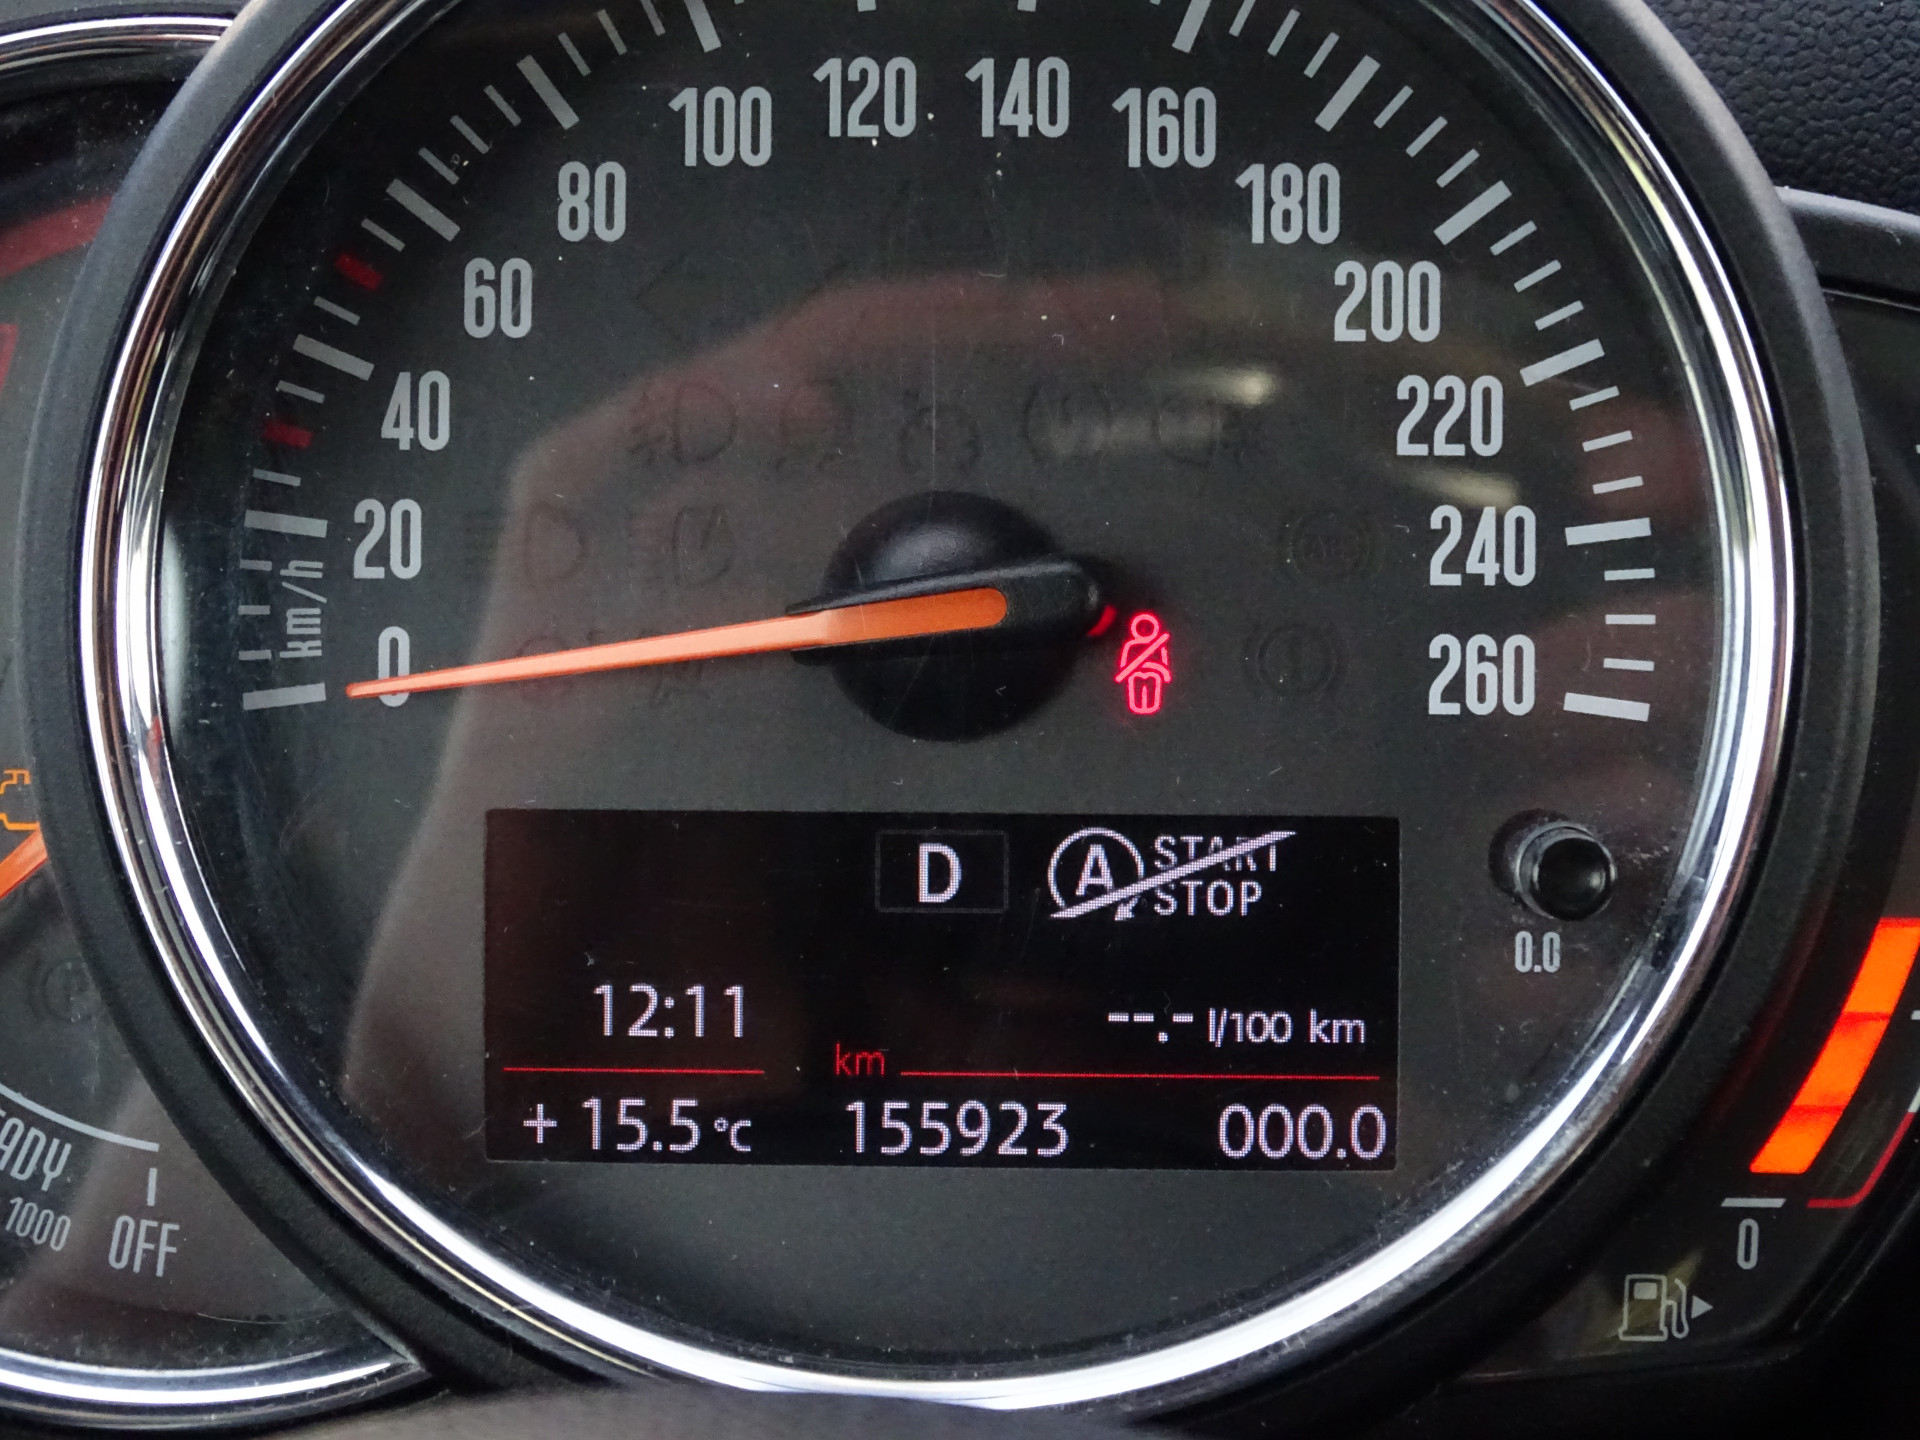 100 120 140 160
80 180
60 200
40 220
20 240
km/h
0 260
D A START STOP
0.0
12:11 --.- l/100 km
km
+ 15.5 °C 155923 000.0
1000 OFF
0